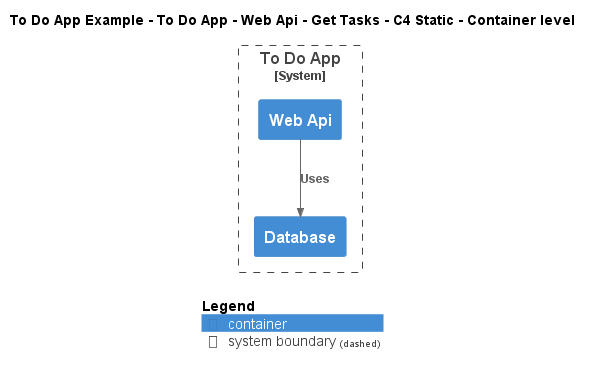 To Do App Example - To Do App - Web Api - Get Tasks - C4 Static - Container level
To Do App
[System]
Web Api
Uses
Database
Legend
container
system boundary (dashed)